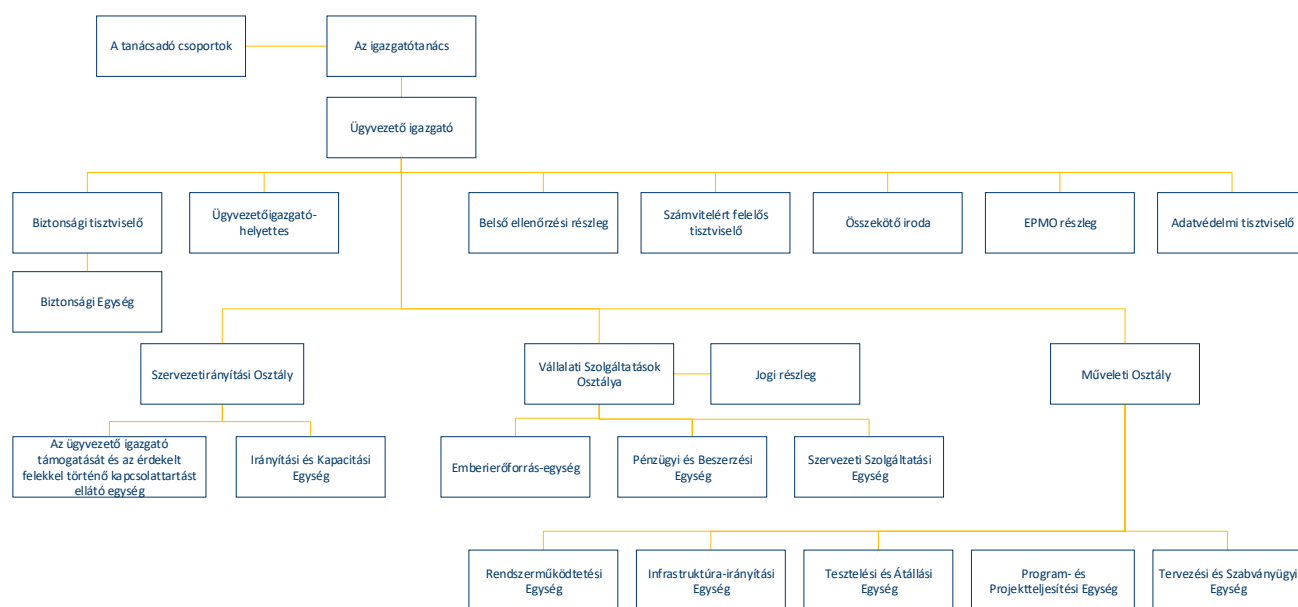 A tanácsadó csoportok
Az igazgatótanács
Ügyvezető igazgató
Biztonsági tisztviselő
Ügyvezetőigazgató-
helyettes
Belső ellenőrzési részleg
Számvitelért felelős
tisztviselő
Összekötő iroda
EPMO részleg
Adatvédelmi tisztviselő
Biztonsági Egység
Szervezetirányítási Osztály
Vállalati Szolgáltatások
Osztálya
Jogi részleg
Műveleti Osztály
Az ügyvezető igazgató
támogatását és az érdekelt
felekkel történő kapcsolattartást
ellátó egység
Irányítási és Kapacitási
Egység
Emberierőforrás-egység
Pénzügyi és Beszerzési
Egység
Szervezeti Szolgáltatási
Egység
Rendszerműködtetési
Egység
Infrastruktúra-irányítási
Egység
Tesztelési és Átállási
Egység
Program- és
Projektteljesítési Egység
Tervezési és Szabványügyi
Egység